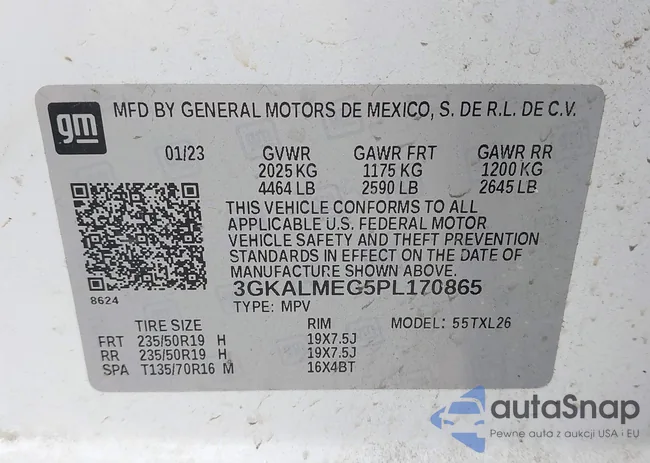 gm
MFD BY GENERAL MOTORS DE MEXICO, S. DE R.L. DE C.V.
01/23 GVWR GAWR FRT GAWR RR
2025 KG 1175 KG 1200 KG
4464 LB 2590 LB 2645 LB
THIS VEHICLE CONFORMS TO ALL
APPLICABLE U.S. FEDERAL MOTOR
VEHICLE SAFETY AND THEFT PREVENTION
STANDARDS IN EFFECT ON THE DATE OF
MANUFACTURE SHOWN ABOVE.
3GKALMEG5PL170865
8624
TYPE: MPV
TIRE SIZE RIM MODEL: 55TXL26
FRT 235/50R19 H 19X7.5J
RR 235/50R19 H 19X7.5J
SPA T135/70R16 M 16X4BT
autaSnap
Pewne auta z aukcji USA i EU